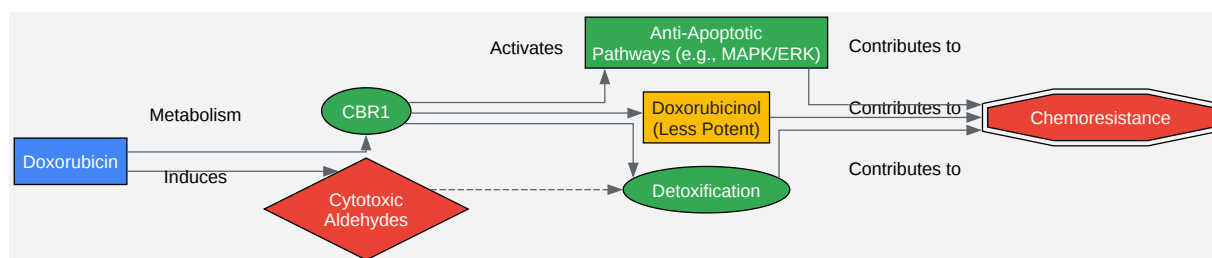 Anti-Apoptotic
Pathways (e.g., MAPK/ERK)
Activates
Contributes to
Metabolism
CBR1
Doxorubicinol
(Less Potent)
Contributes to
Chemoresistance
Doxorubicin
Induces
Cytotoxic
Aldehydes
Detoxification
Contributes to